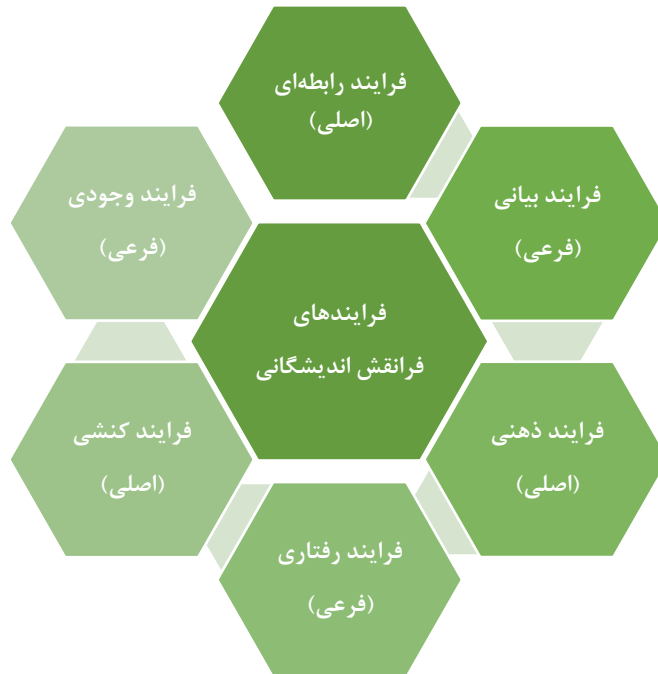 فرایند رابطه‌ای
(اصلی)
فرایند بیانی
(فرعی)
فرایند وجودی
(فرعی)
فرایندهای
فرانقش اندیشگانی
فرایند ذهنی
(اصلی)
فرایند کنشی
(اصلی)
فرایند رفتاری
(فرعی)